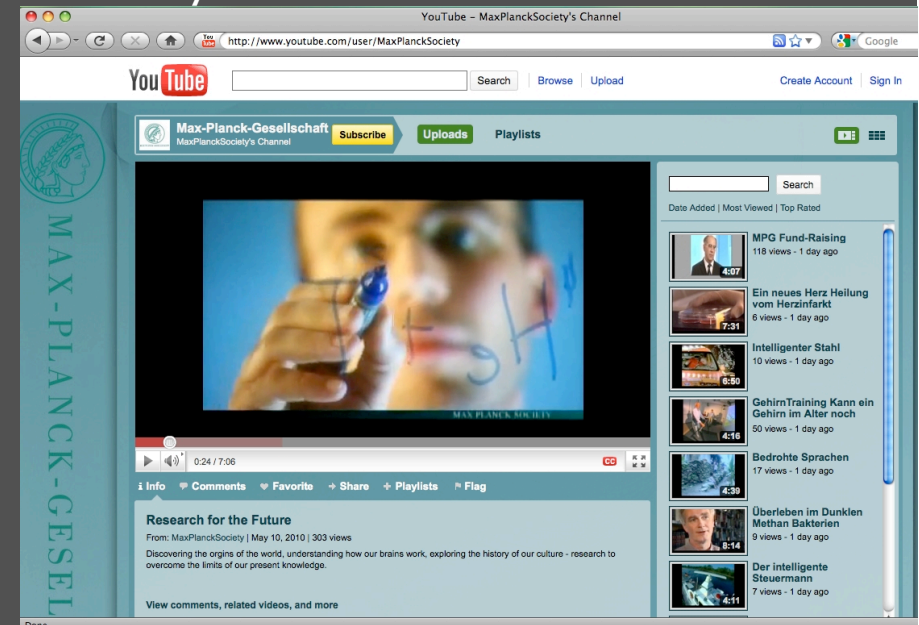 YouTube - MaxPlanckSociety's Channel
You Tube
http://www.youtube.com/user/MaxPlanckSociety
Google
You Tube
Search
Browse
Upload
Create Account
Sign In
Max-Planck-Gesellschaft
MaxPlanckSociety's Channel
Subscribe
Uploads
Playlists
MAX-PLANCK-GESEL
MAX PLANCK SOCIETY
0:24 / 7:06
CC
i Info
Comments
Favorite
Share
+ Playlists
Flag
Research for the Future
From: MaxPlanckSociety | May 10, 2010 | 303 views
Discovering the orgins of the world, understanding how our brains work, exploring the history of our culture - research to
overcome the limits of our present knowledge.
View comments, related videos, and more
Search
Date Added | Most Viewed | Top Rated
4:07
MPG Fund-Raising
118 views - 1 day ago
7:31
Ein neues Herz Heilung
vom Herzinfarkt
6 views - 1 day ago
6:50
Intelligenter Stahl
10 views - 1 day ago
4:16
GehirnTraining Kann ein
Gehirn im Alter noch
50 views - 1 day ago
4:39
Bedrohte Sprachen
17 views - 1 day ago
8:14
Überleben im Dunklen
Methan Bakterien
9 views - 1 day ago
4:11
Der intelligente
Steuermann
7 views - 1 day ago